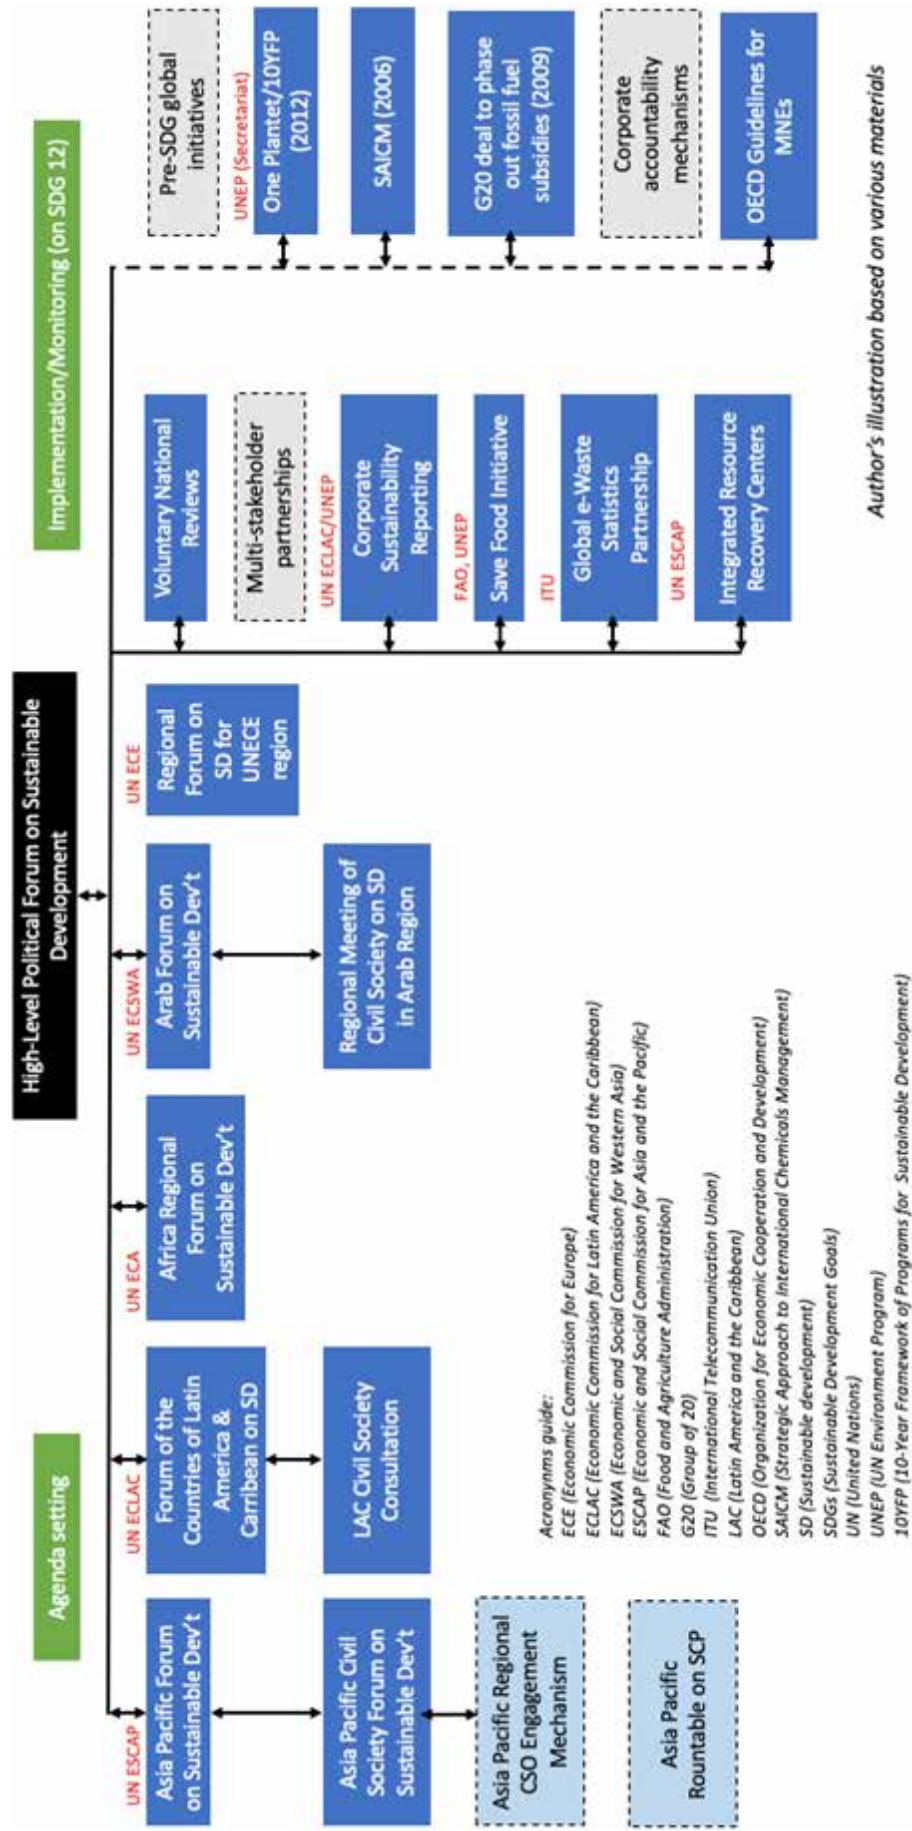 High-Level Political Forum on Sustainable
Development
Agenda setting
Implementation/Monitoring (on SDG 12)
UN ESCAP
Asia Pacific Forum
on Sustainable Dev't
Asia Pacific Civil
Society Forum on
Sustainable Dev't
Asia Pacific Regional
CSO Engagement
Mechanism
Asia Pacific
Rountable on SCP
UN ECLAC
Forum of the
Countries of Latin
America &
Carribean on SD
LAC Civil Society
Consultation
UN ECA
Africa Regional
Forum on
Sustainable Dev't
UN ECSWA
Arab Forum on
Sustainable Dev't
Regional Meeting of
Civil Society on SD
in Arab Region
UN ECE
Regional
Forum on
SD for
UNECE
region
Voluntary National
Reviews
Multi-stakeholder
partnerships
UN ECLAC/UNEP
Corporate
Sustainability
Reporting
FAO, UNEP
Save Food Initiative
ITU
Global e-Waste
Statistics
Partnership
UN ESCAP
Integrated Resource
Recovery Centers
Pre-SDG global
initiatives
UNEP (Secretariat)
One Plantet/10YFP
(2012)
SAICM (2006)
G20 deal to phase
out fossil fuel
subsidies (2009)
Corporate
accountability
mechanisms
OECD Guidelines for
MNEs
Acronynms guide:
ECE (Economic Commission for Europe)
ECLAC (Economic Commission for Latin America and the Caribbean)
ECSWA (Economic and Social Commission for Western Asia)
ESCAP (Economic and Social Commission for Asia and the Pacific)
FAO (Food and Agriculture Administration)
G20 (Group of 20)
ITU (International Telecommunication Union)
LAC (Latin America and the Caribbean)
OECD (Organization for Economic Cooperation and Development)
SAICM (Strategic Approach to International Chemicals Management
SD (Sustainable development)
SDGs (Sustainable Development Goals)
UN (United Nations)
UNEP (UN Environment Program)
10YFP (10-Year Framework of Programs for Sustainable Development)
Author's illustration based on various materials